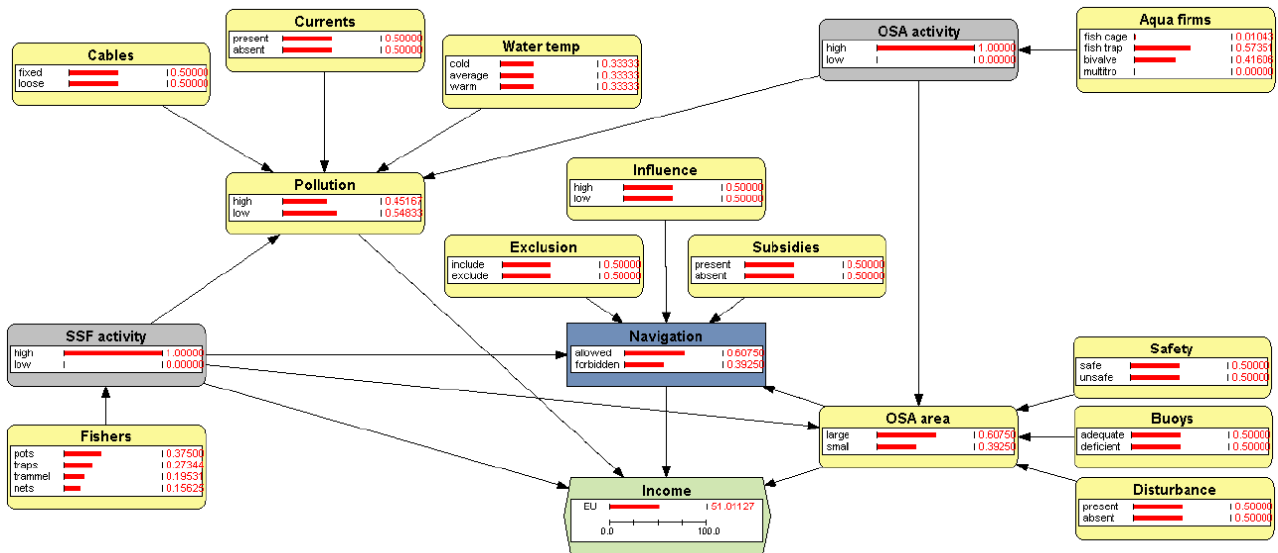 Currents
present 0.50000
absent 0.50000
Cables
fixed 0.50000
loose 0.50000
Water temp
cold 0.33333
average 0.33333
warm 0.33333
OSA activity
high 1.00000
low 0.00000
Aqua firms
fish cage 0.01043
fish trap 0.57351
bivalve 0.41606
multitro 0.00000
Pollution
high 0.45167
low 0.54833
Influence
high 0.50000
low 0.50000
Exclusion
include 0.50000
exclude 0.50000
Subsidies
present 0.50000
absent 0.50000
SSF activity
high 1.00000
low 0.00000
Navigation
allowed 0.60750
forbidden 0.39250
Safety
safe 0.50000
unsafe 0.50000
OSA area
large 0.60750
smal 0.39250
Buoys
adequate 0.50000
deficient 0.50000
Fishers
pots 0.37500
traps 0.27344
trammel 0.19531
nets 0.15625
Income
EU 51.01127
0.0 100.0
Disturbance
present 0.50000
absent 0.50000